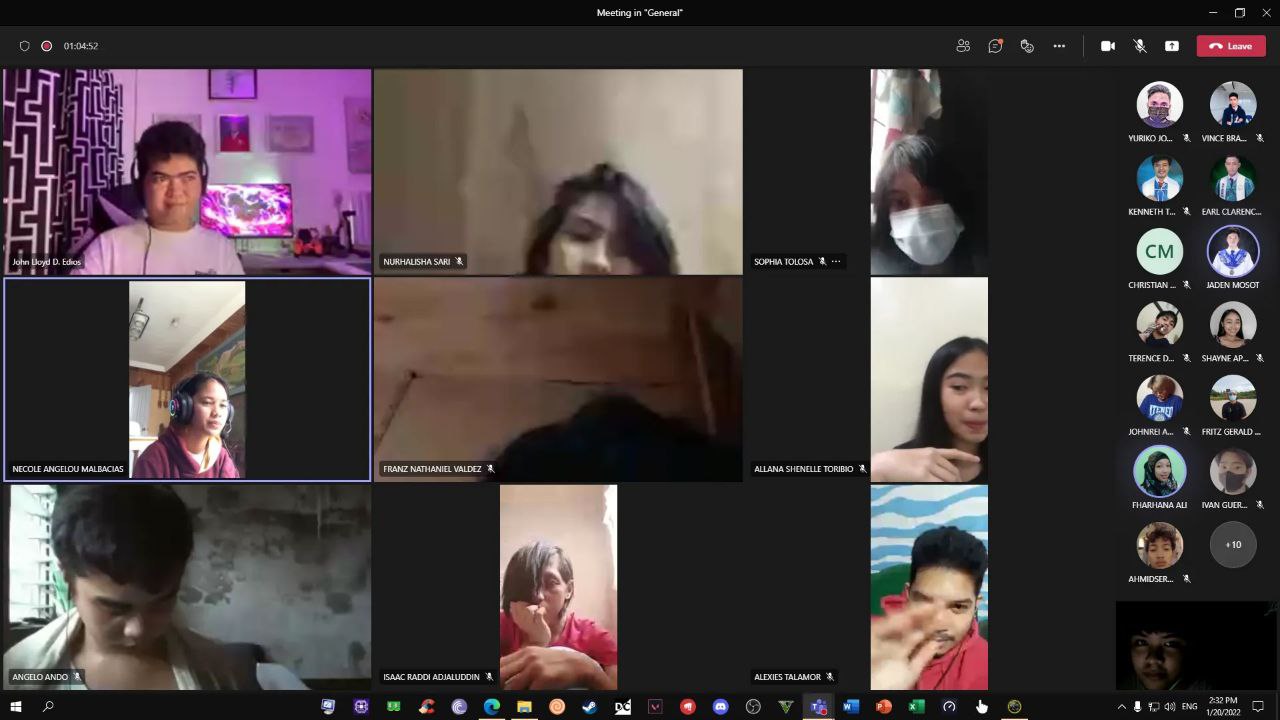 Meeting in "General"
01:04:52
Leave
John Lloyd D. Edios
NURHALISHA SARI
SOPHIA TOLOSA
NECOLE ANGELOU MALBACIAS
FRANZ NATHANIEL VALDEZ
ALLANA SHENELLE TORIBIO
ANGELO ANDO
ISAAC RADDI ADJALUDDIN
ALEXIES TALAMOR
YURIKO JO...
VINCE BRA...
KENNETH T...
EARL CLARENC...
CM
CHRISTIAN ...
JADEN MOSOT
TERENCE D...
SHAYNE AP...
JOHNREI A...
FRITZ GERALD ...
FHARHANA ALI
IVAN GUER...
AHMIDSER...
+10
ENG
2:32 PM
1/20/2022